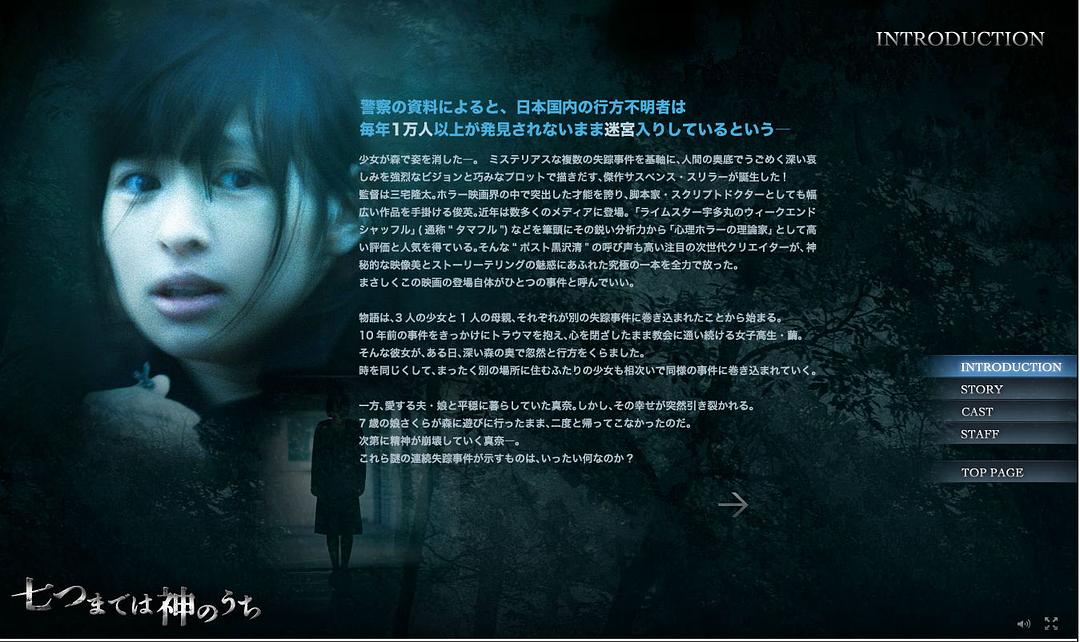 INTRODUCTION
警察の資料によると、日本国内の行方不明者は
毎年1万人以上が発見されないまま迷宮入りしているという—
少女が森で姿を消した—。 ミステリアスな複数の失踪事件を基軸に、人間の奥底でうごめく深い哀
しみを強烈なビジョンと巧みなプロットで描きだす、傑作サスペンス・スリラーが誕生した！
監督は三宅隆太。ホラー映画界の中で突出した才能を誇り、脚本家・スクリプトドクターとしても幅
広い作品を手掛ける俊英。近年は数多くのメディアに登場。「ライムスター宇多丸のウィークエンド
シャッフル」( 通称 “ タマフル ”) などを筆頭にその鋭い分析力から「心理ホラーの理論家」として高
い評価と人気を得ている。そんな “ ポスト黒沢清 ” の呼び声も高い注目の次世代クリエイターが、神
秘的な映像美とストーリーテリングの魅惑にあふれた究極の一本を全力で放った。
まさしくこの映画の登場自体がひとつの事件と呼んでいい。
物語は、3 人の少女と 1 人の母親、それぞれが別の失踪事件に巻き込まれたことから始まる。
10 年前の事件をきっかけにトラウマを抱え、心を閉ざしたまま教会に通い続ける女子高生・繭。
そんな彼女が、ある日、深い森の奥で忽然と行方をくらました。
時を同じくして、まったく別の場所に住むふたりの少女も相次いで同様の事件に巻き込まれていく。
一方、愛する夫・娘と平穏に暮らしていた真奈。しかし、その幸せが突然引き裂かれる。
7 歳の娘さくらが森に遊びに行ったまま、二度と帰ってこなかったのだ。
次第に精神が崩壊していく真奈—。
これら謎の連続失踪事件が示すものは、いったい何なのか？
INTRODUCTION
STORY
CAST
STAFF
TOP PAGE
七つまでは神のうち